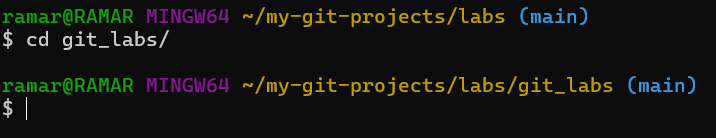 ramar@RAMAR MINGW64 ~/my-git-projects/labs (main)
$ cd git_labs/
ramar@RAMAR MINGW64 ~/my-git-projects/labs/git_labs (main)
$